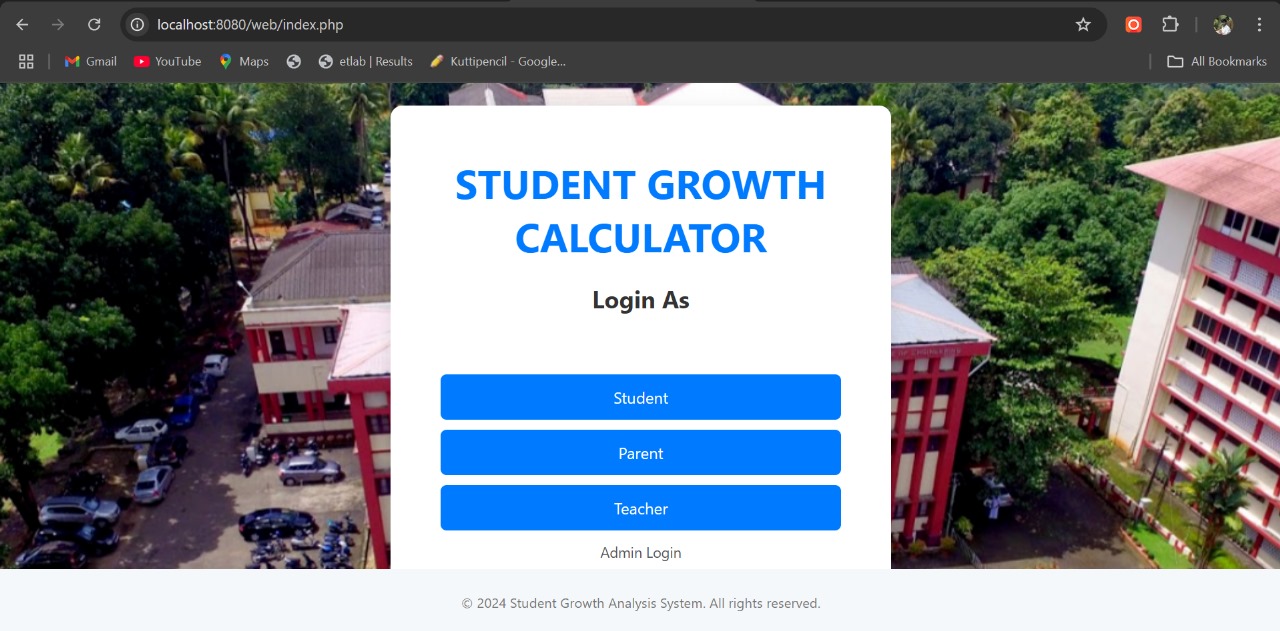 localhost:8080/web/index.php
Gmail
YouTube
Maps
etlab | Results
Kuttipencil - Google...
All Bookmarks
STUDENT GROWTH
CALCULATOR
Login As
Student
Parent
Teacher
Admin Login
© 2024 Student Growth Analysis System. All rights reserved.